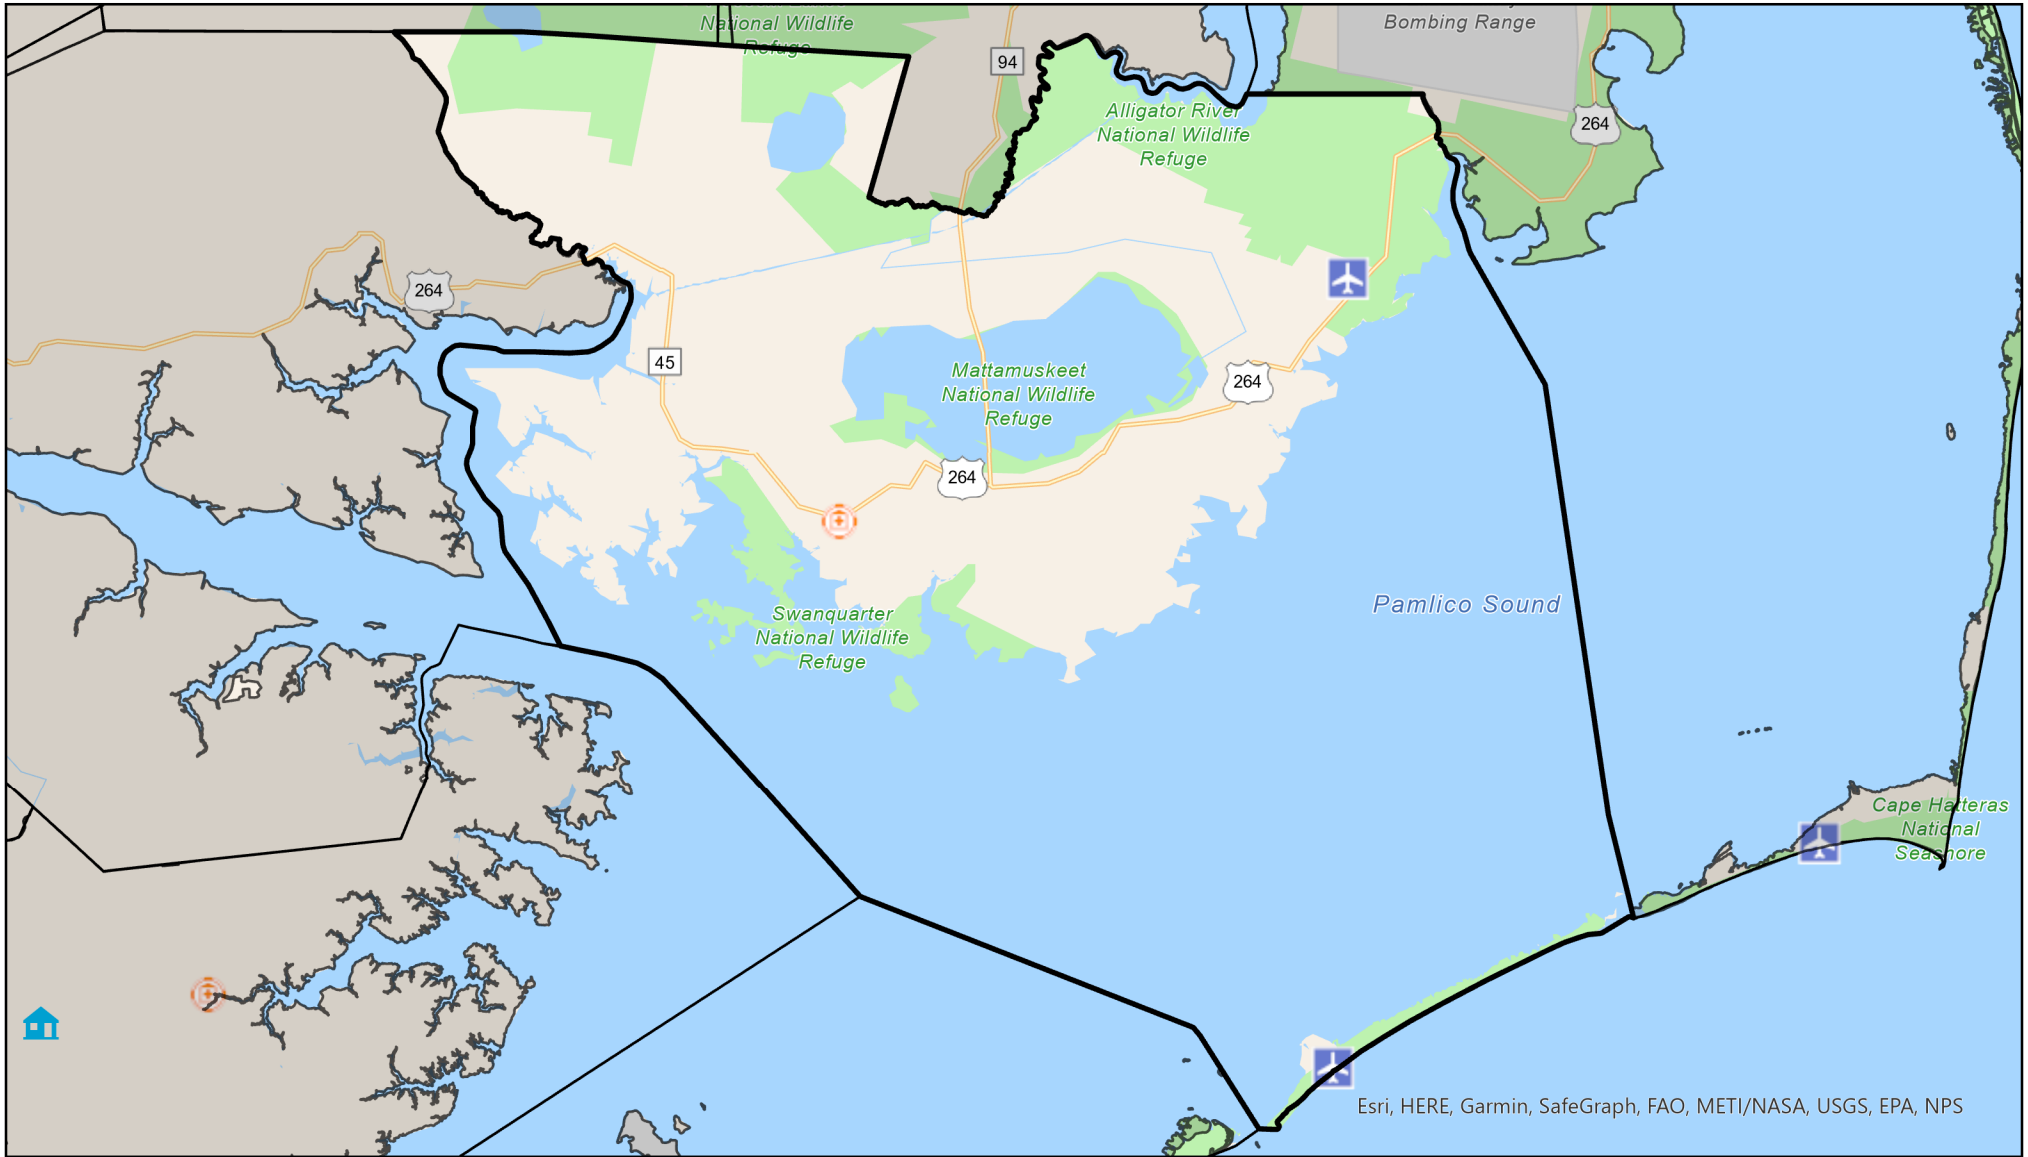 National Wildlife
Refuge
Bombing Range
94
264
Alligator River
National Wildlife
Refuge
264
45
Mattamuskeet
National Wildlife
Refuge
264
264
Pamlico Sound
Swanquarter
National Wildlife
Refuge
Cape Hatteras
National
Seashore
Esri, HERE, Garmin, SafeGraph, FAO, METI/NASA, USGS, EPA, NPS